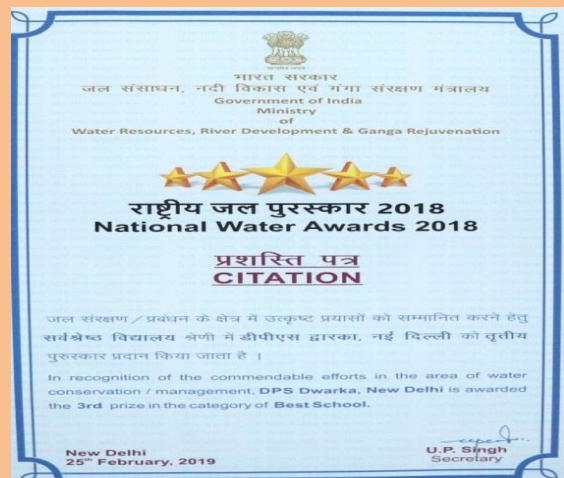 भारत सरकार
जल संसाधन, नदी विकास एवं गंगा संरक्षण मंत्रालय
Government of India
Ministry
of
Water Resources, River Development & Ganga Rejuvenation
राष्ट्रीय जल पुरस्कार 2018
National Water Awards 2018
प्रशस्ति पत्र
CITATION
जल संरक्षण / प्रबंधन के क्षेत्र में उत्कृष्ट प्रयासों को सम्मानित करने हेतु
सर्वश्रेष्ठ विद्यालय श्रेणी में डीपीएस द्वारका, नई दिल्ली को तृतीय
पुरुस्कार प्रदान किया जाता है ।
In recognition of the commendable efforts in the area of water
conservation / management, DPS Dwarka, New Delhi is awarded
the 3rd prize in the category of Best School.
New Delhi
25th February, 2019
U.P. Singh
Secretary